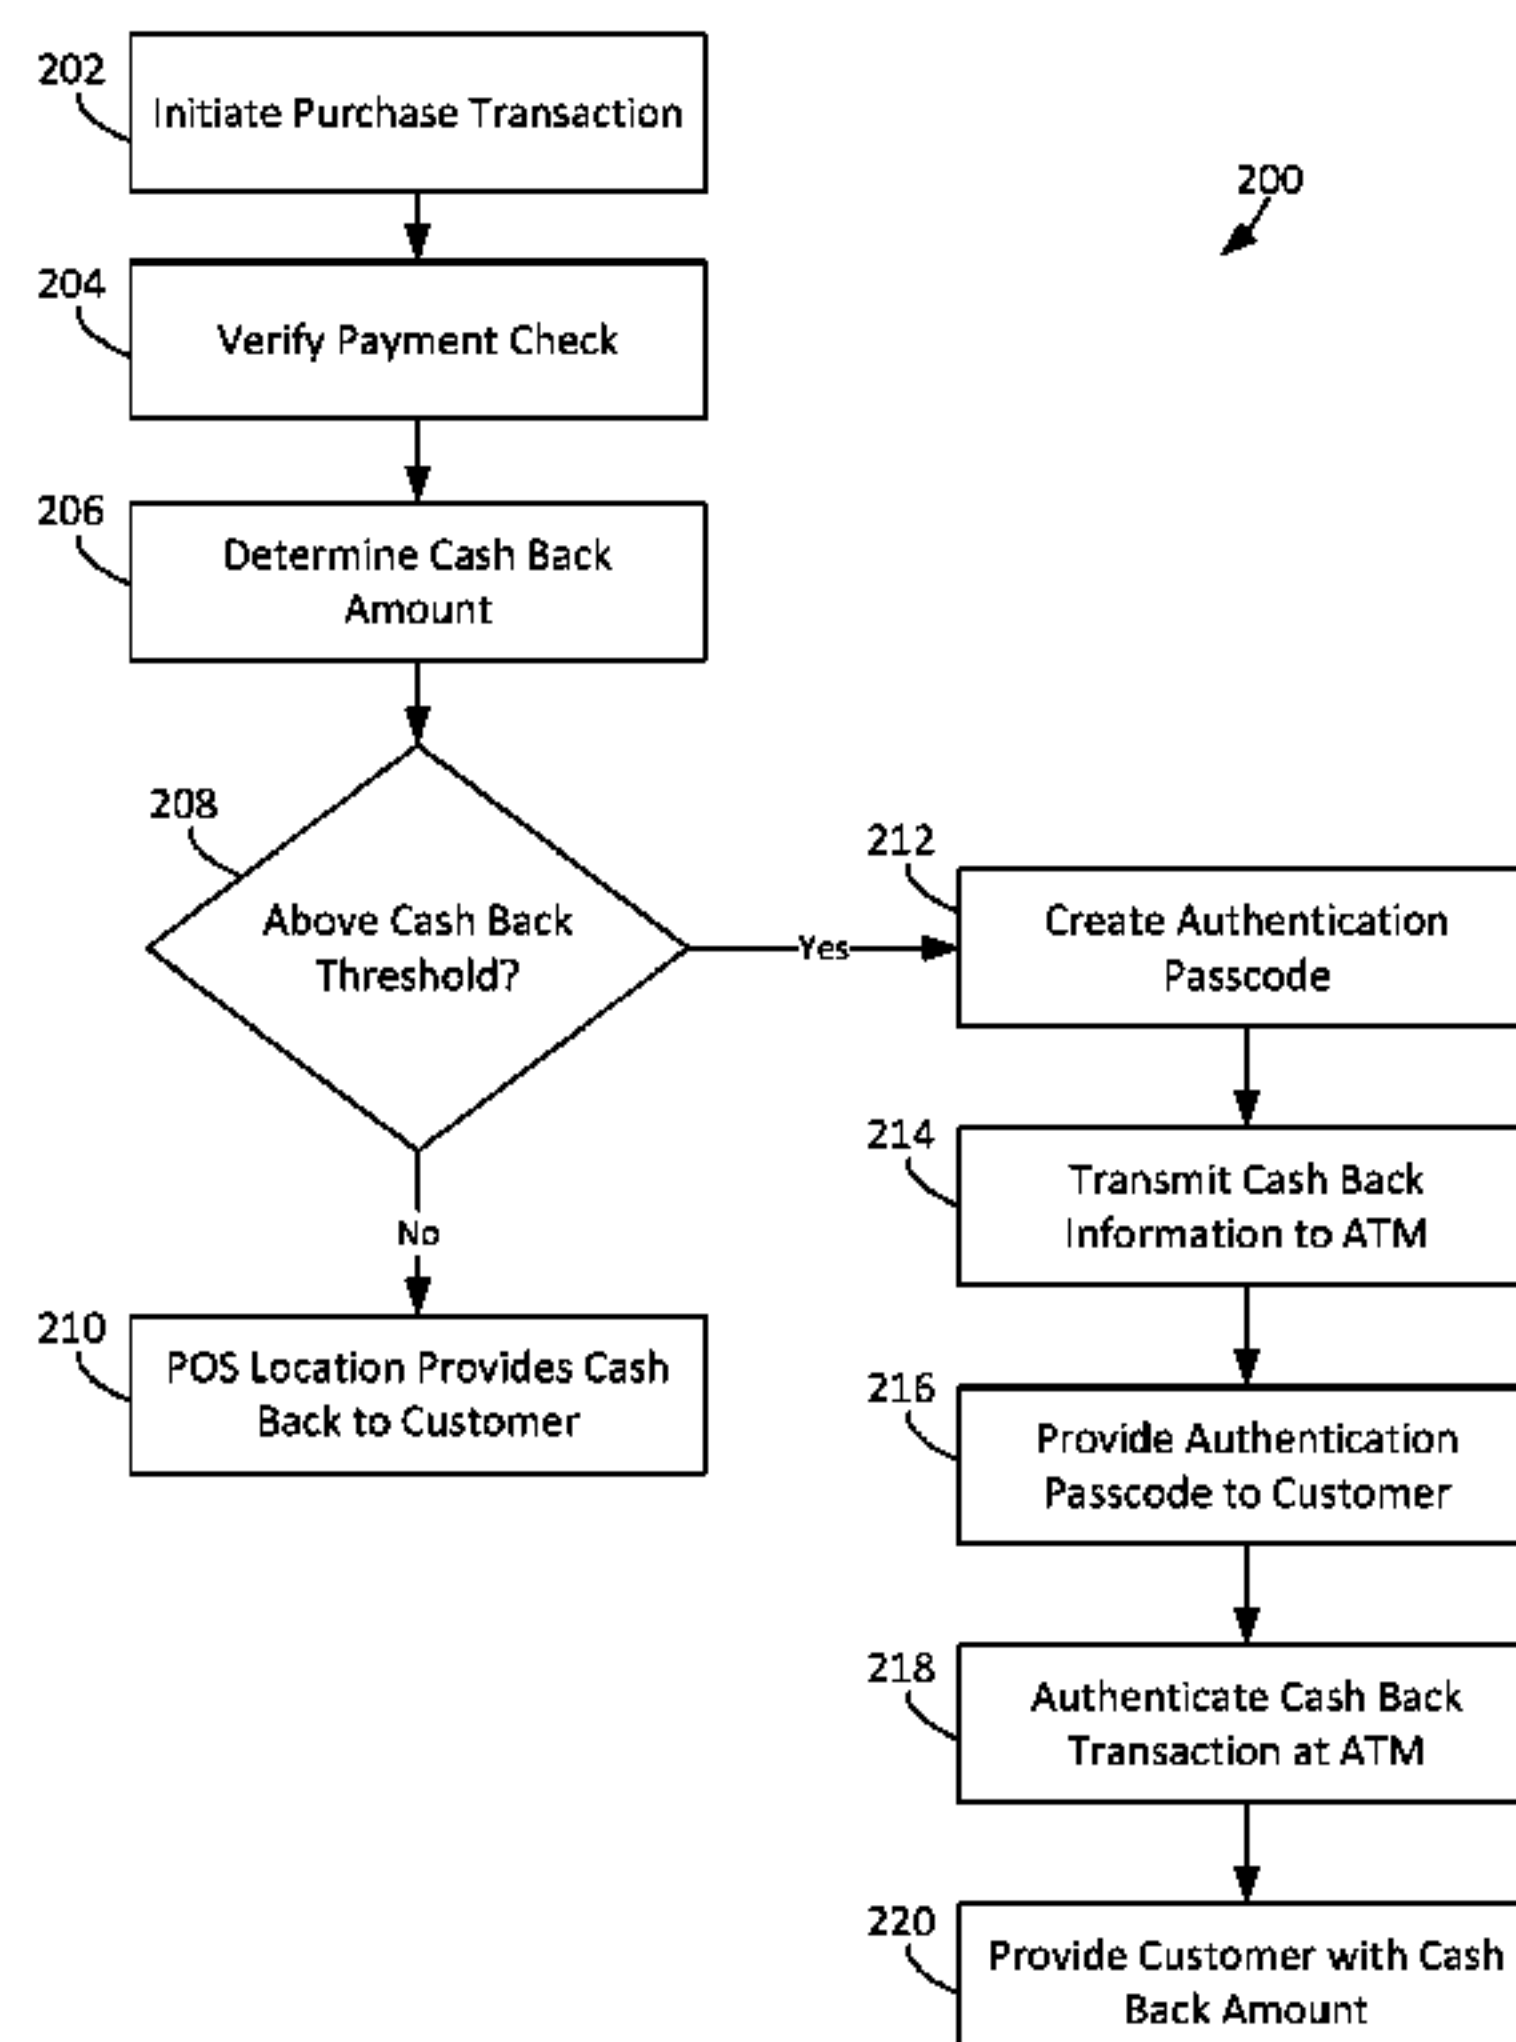 202
Initiate Purchase Transaction
200
204
Verify Payment Check
206
Determine Cash Back
Amount
208
Above Cash Back
Threshold?
Yes
No
210
POS Location Provides Cash
Back to Customer
212
Create Authentication
Passcode
214
Transmit Cash Back
Information to ATM
216
Provide Authentication
Passcode to Customer
218
Authenticate Cash Back
Transaction at ATM
220
Provide Customer with Cash
Back Amount